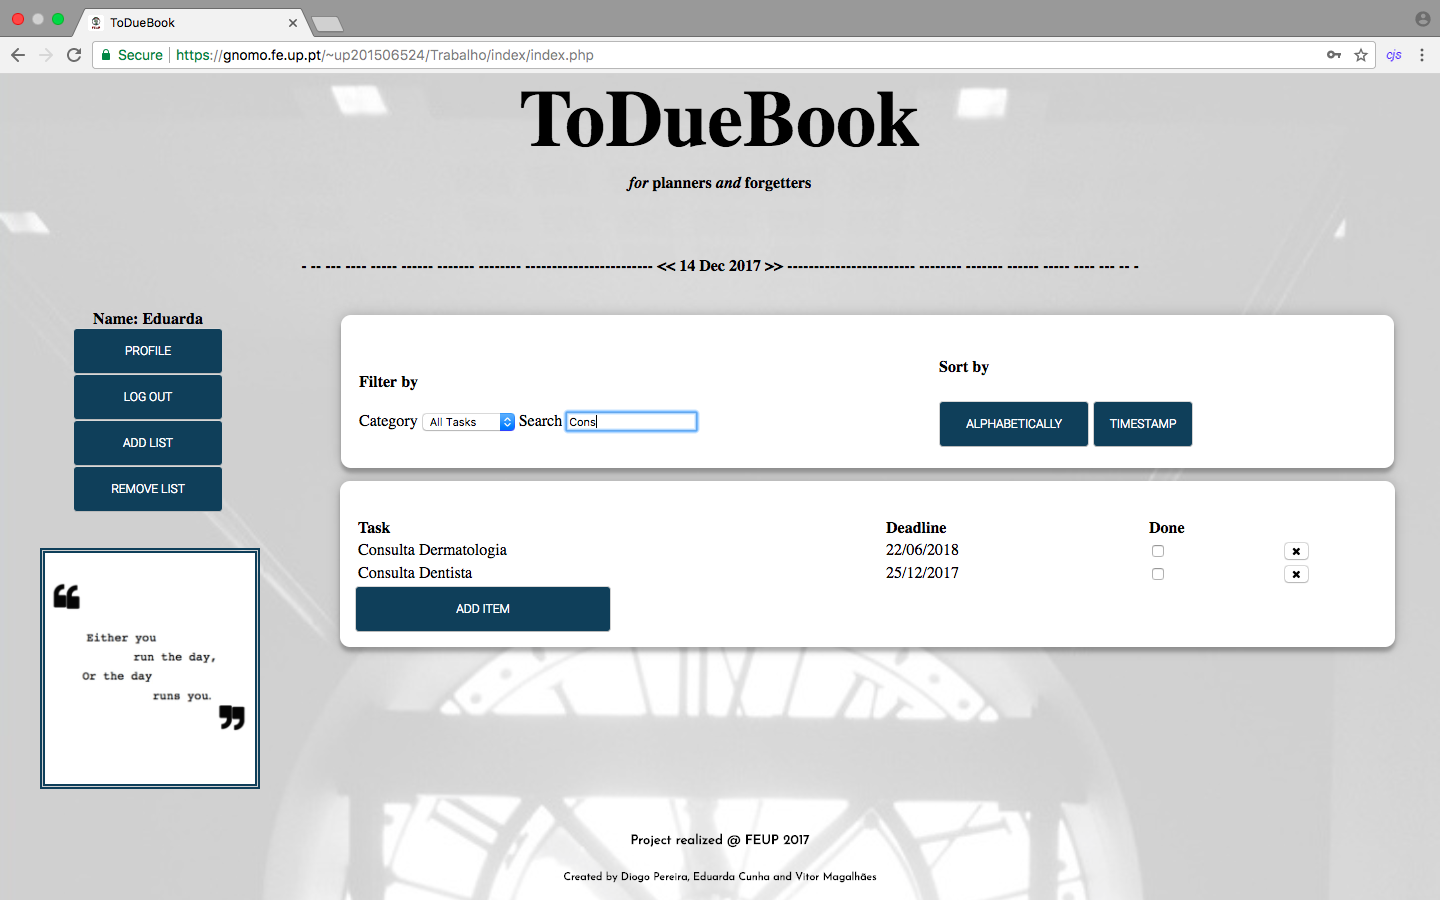 ToDueBook
Secure https://gnomo.fe.up.pt/~up201506524/Trabalho/index/index.php
cjs
ToDueBook
for planners and forgetters
- -- --- ---- ----- ------ ------- -------- ------------------------ << 14 Dec 2017 >> ------------------------ -------- ------- ------ ----- ---- --- -- -
Name: Eduarda
PROFILE
LOG OUT
ADD LIST
REMOVE LIST
Either you
run the day,
Or the day
runs you.
Filter by
Category All Tasks Search Cons
Sort by
ALPHABETICALLY TIMESTAMP
Task Deadline Done
Consulta Dermatologia 22/06/2018
Consulta Dentista 25/12/2017
ADD ITEM
Project realized @ FEUP 2017
Created by Diogo Pereira, Eduarda Cunha and Vitor Magalhães